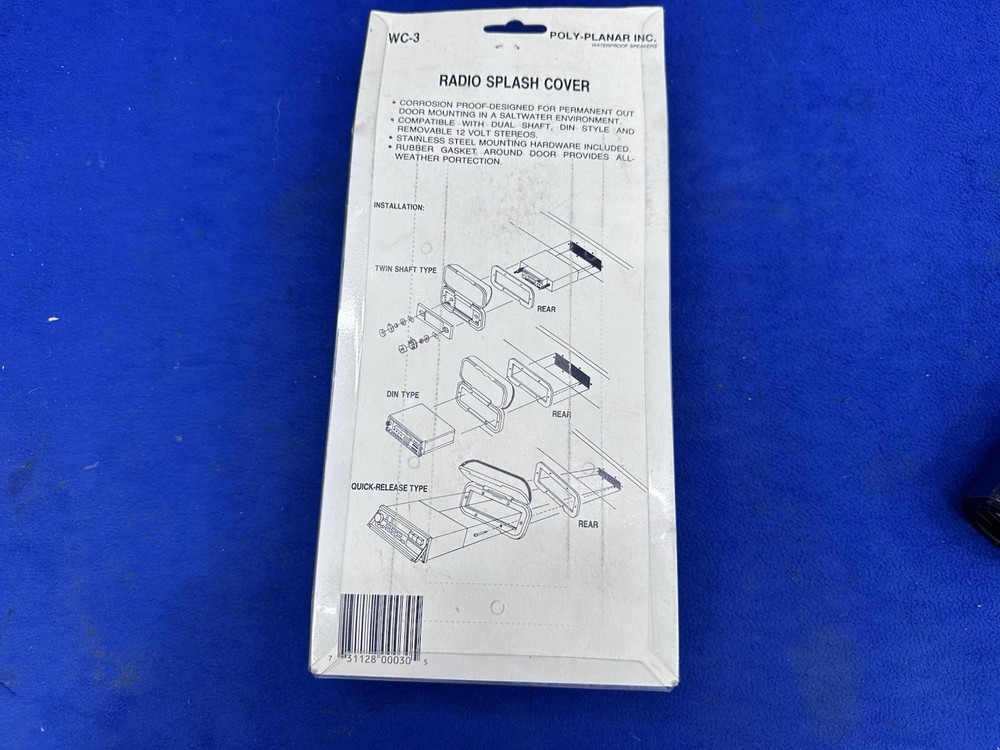 WC-3
POLY-PLANAR INC.
WATERPROOF SPEAKERS
RADIO SPLASH COVER
• CORROSION PROOF-DESIGNED FOR PERMANENT OUT
DOOR MOUNTING IN A SALTWATER ENVIRONMENT.
• COMPATIBLE WITH DUAL SHAFT, DIN STYLE AND
REMOVABLE 12 VOLT STEREOS.
• STAINLESS STEEL MOUNTING HARDWARE INCLUDED.
• RUBBER GASKET AROUND DOOR PROVIDES ALL-
WEATHER PORTECTION.
INSTALLATION:
TWIN SHAFT TYPE
REAR
DIN TYPE
REAR
QUICK-RELEASE TYPE
REAR
7 31128 00030 5